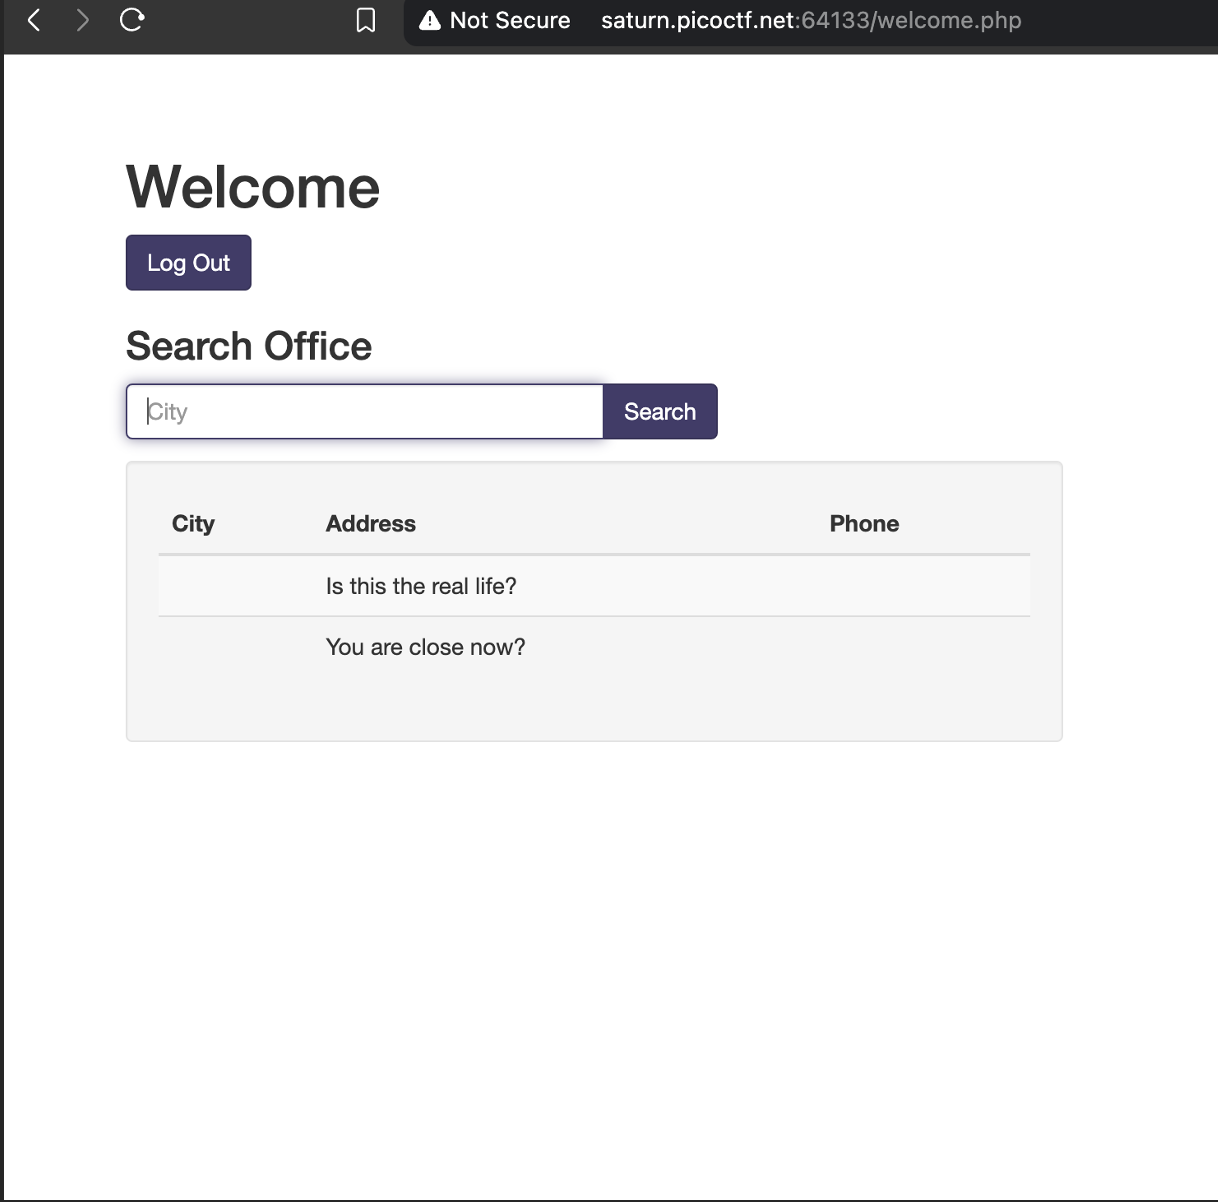 Not Secure saturn.picoctf.net:64133/welcome.php
Welcome
Log Out
Search Office
City Search
City Address Phone
Is this the real life?
You are close now?